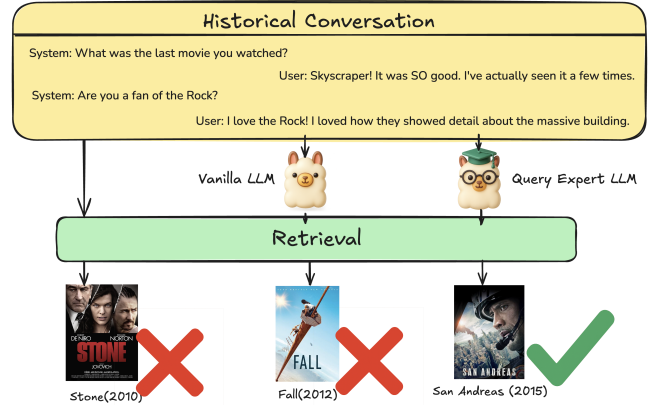 Historical Conversation
System: What was the last movie you watched?
User: Skyscraper! It was SO good. I've actually seen it a few times.
System: Are you a fan of the Rock?
User: I love the Rock! I loved how they showed detail about the massive building.
Vanilla LLM
Query Expert LLM
Retrieval
DE NIRO NORTON
STONE
JOVOVICH
FALL
SAN ANDREAS
Stone(2010)
Fall(2012)
San Andreas (2015)